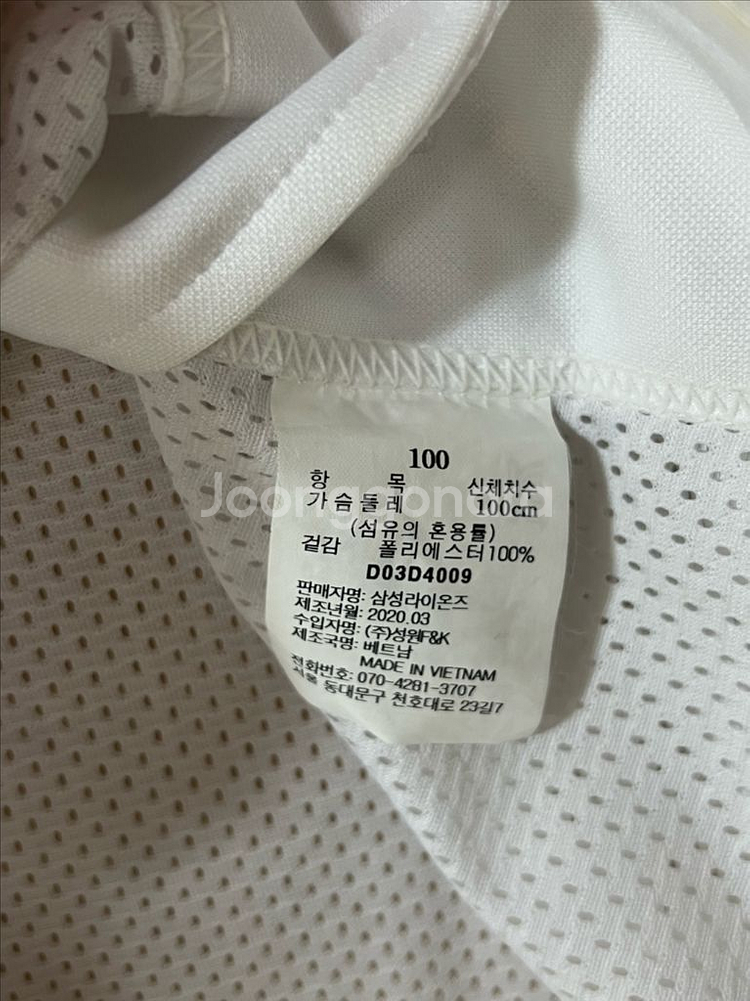 100
항 목 신체치수
가슴둘레 100cm
(섬유의 혼용률)
겉감 폴리에스터100%
D03D4009
판매자명: 삼성라이온즈
제조년월: 2020.03
수입자명: (주)성원F&K
제조국명: 베트남
MADE IN VIETNAM
전화번호: 070-4281-3707
서울 동대문구 천호대로 23길7
Joongonara